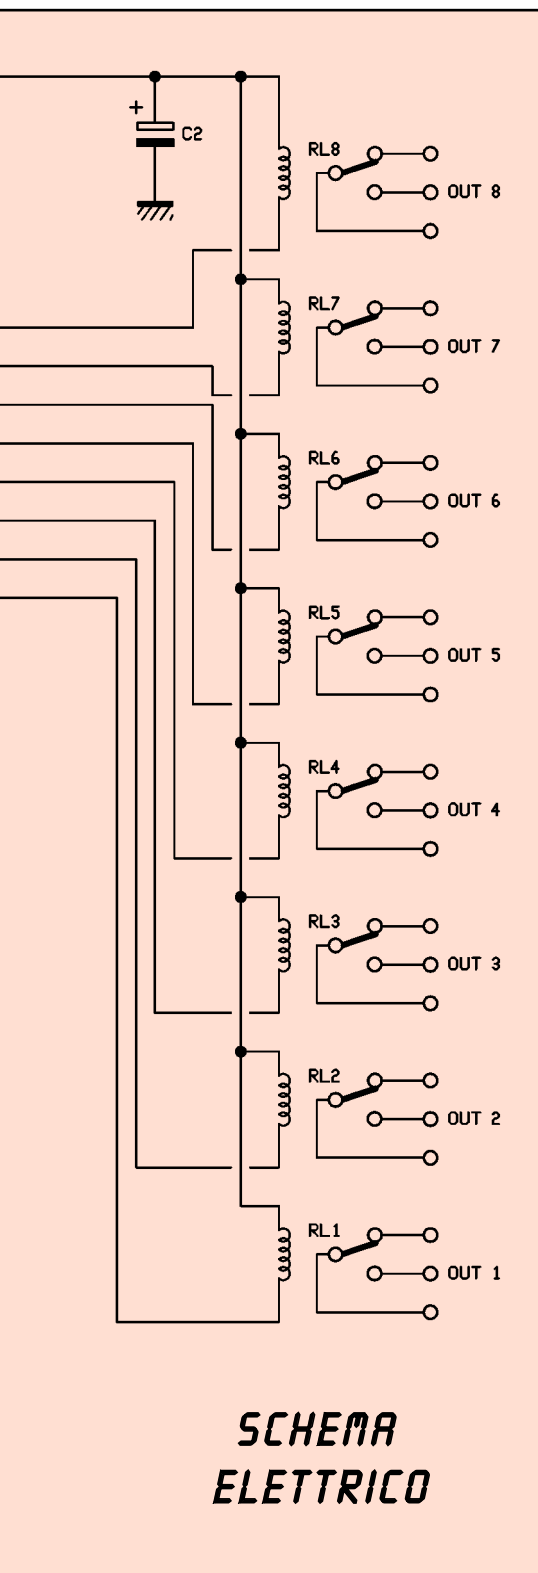 +
C2
RL8
OUT 8
RL7
OUT 7
RL6
OUT 6
RL5
OUT 5
RL4
OUT 4
RL3
OUT 3
RL2
OUT 2
RL1
OUT 1
SCHEMA
ELETTRICO